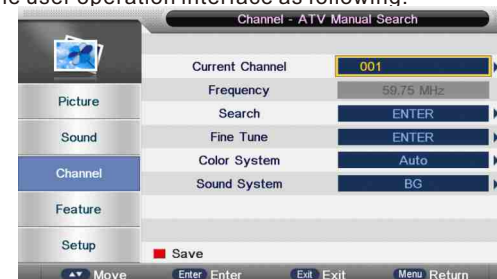 e user operation interface as following:
Channel - ATV Manual Search
Current Channel 001
Frequency 59.75 MHz
Picture
Search ENTER
Sound
Fine Tune ENTER
Color System Auto
Channel
Sound System BG
Feature
Setup
Save
Move Enter Enter Exit Exit Menu Return